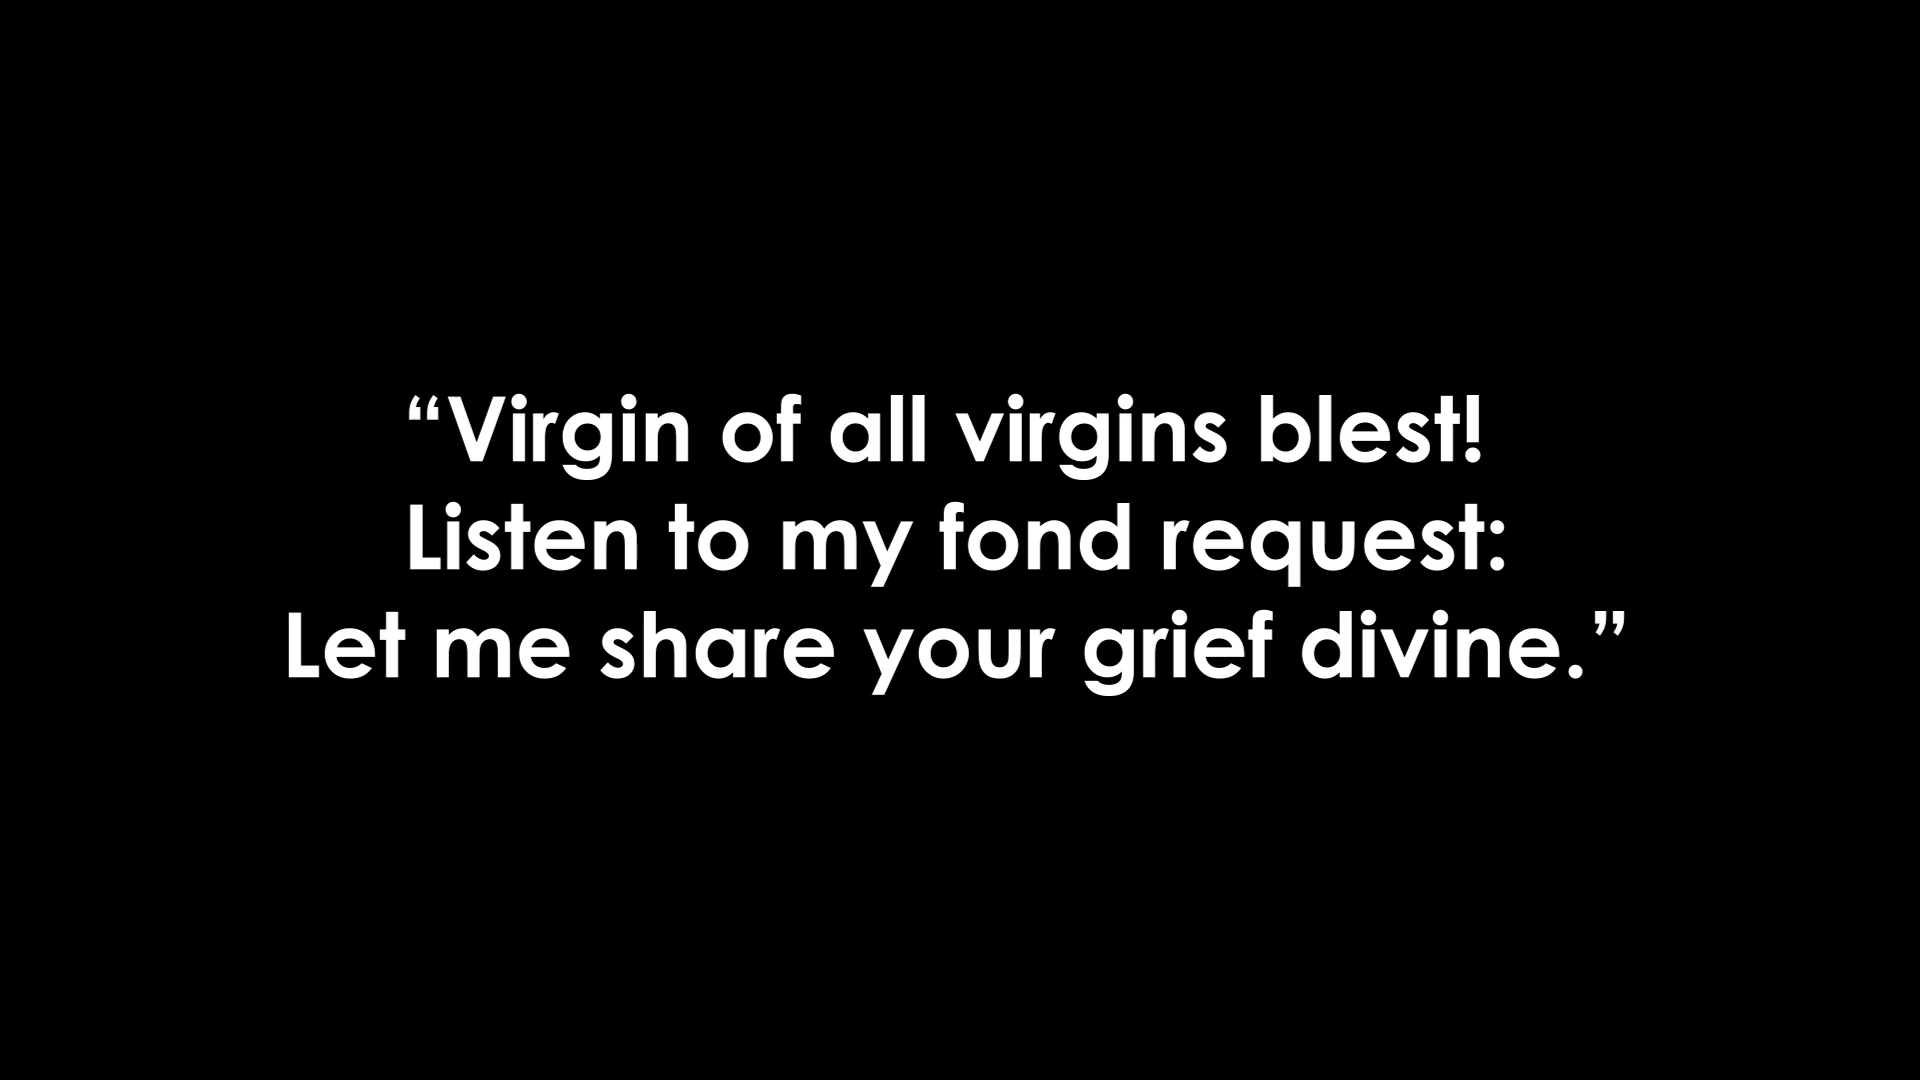 “Virgin of all virgins blest!
Listen to my fond request:
Let me share your grief divine.”